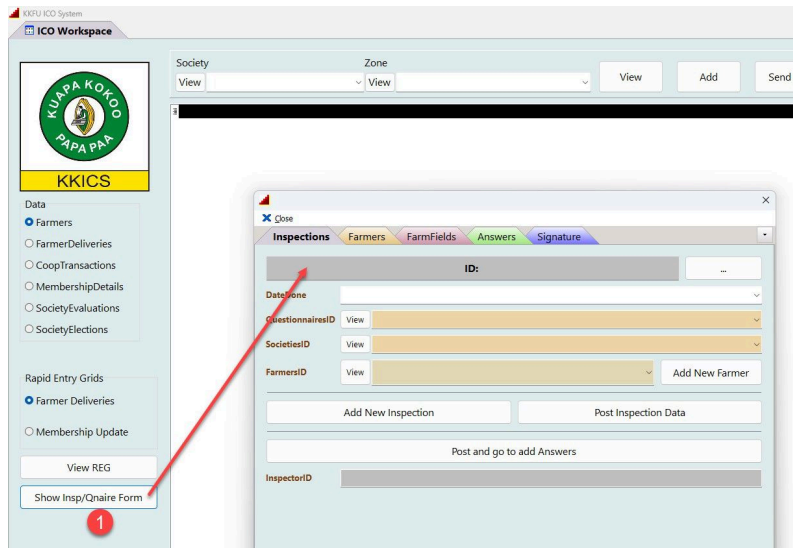 KKFU ICO System
ICO Workspace
Society
Zone
View
View
View
Add
Send
KUAPA KOKOO
PAPA PAA
KKICS
Data
Farmers
FarmerDeliveries
CoopTransactions
MembershipDetails
SocietyEvaluations
SocietyElections
Rapid Entry Grids
Farmer Deliveries
Membership Update
View REG
Show Insp/Qnaire Form
1
Close
Inspections
Farmers
FarmFields
Answers
Signature
ID:
...
DateDone
QuestionnairesID
View
SocietiesID
View
FarmersID
View
Add New Farmer
Add New Inspection
Post Inspection Data
Post and go to add Answers
InspectorID